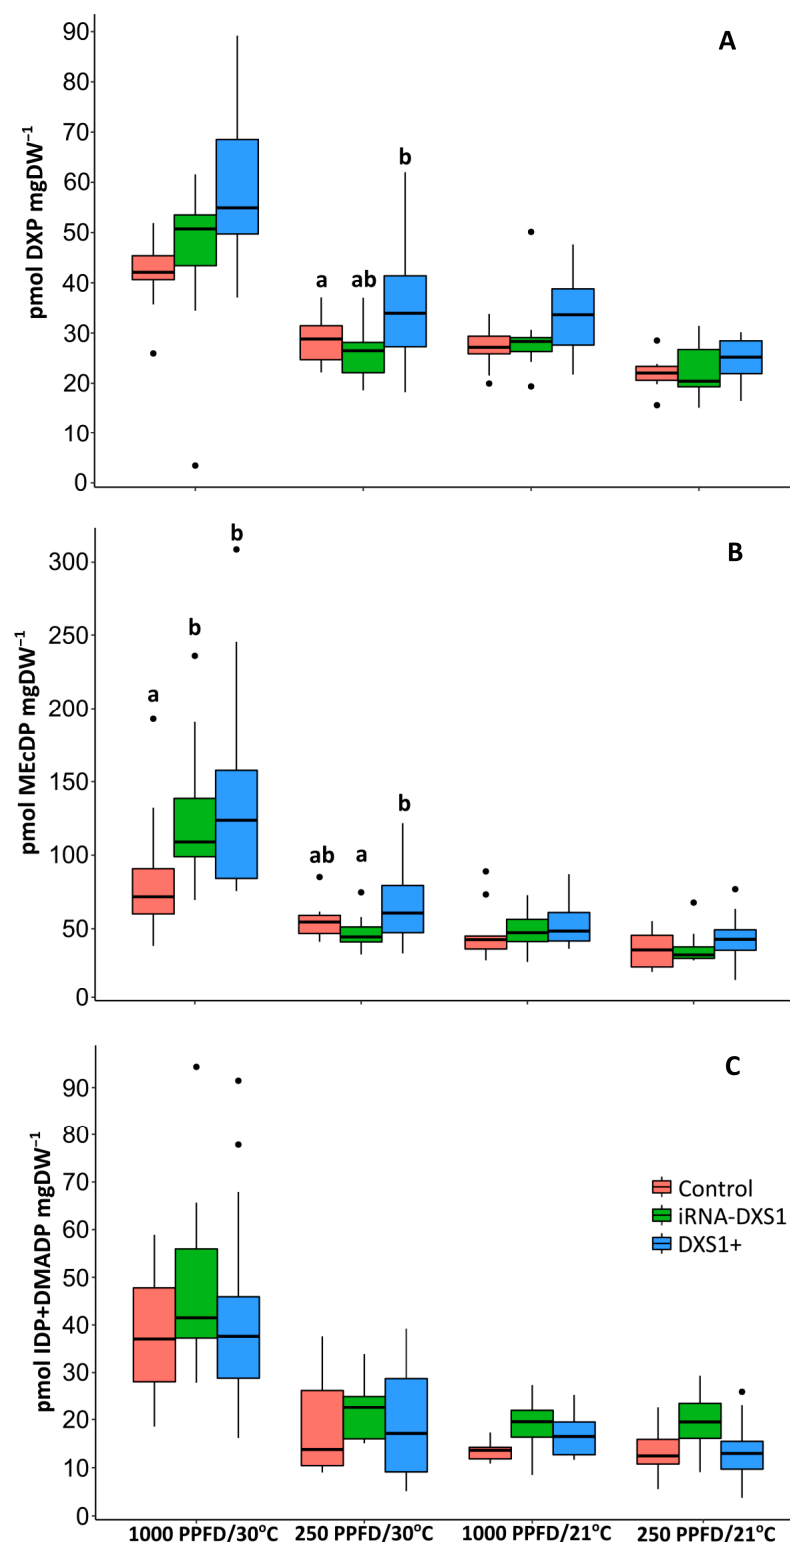 A
90
80
70
60
50
40
30
20
10
0
pmol DXP mgDW⁻¹
a
ab
b
B
300
250
200
150
100
50
0
pmol MEcDP mgDW⁻¹
a
b
b
ab
a
b
C
90
80
70
60
50
40
30
20
10
0
pmol IDP+DMADP mgDW⁻¹
Control
iRNA-DXS1
DXS1+
1000 PPFD/30°C
250 PPFD/30°C
1000 PPFD/21°C
250 PPFD/21°C